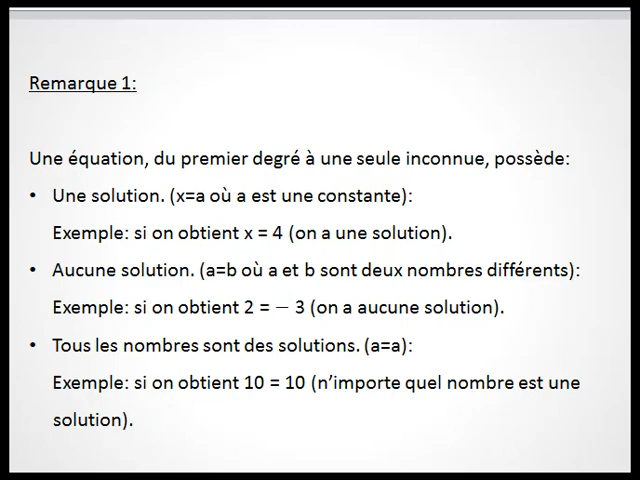 Remarque 1:
Une équation, du premier degré à une seule inconnue, possède:
• Une solution. (x=a où a est une constante):
Exemple: si on obtient x = 4 (on a une solution).
• Aucune solution. (a=b où a et b sont deux nombres différents):
Exemple: si on obtient 2 = − 3 (on a aucune solution).
• Tous les nombres sont des solutions. (a=a):
Exemple: si on obtient 10 = 10 (n’importe quel nombre est une
solution).